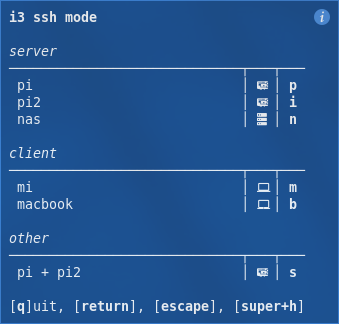 i3 ssh mode
i
server
pi p
pi2 i
nas n
client
mi m
macbook b
other
pi + pi2 s
[q]uit, [return], [escape], [super+h]